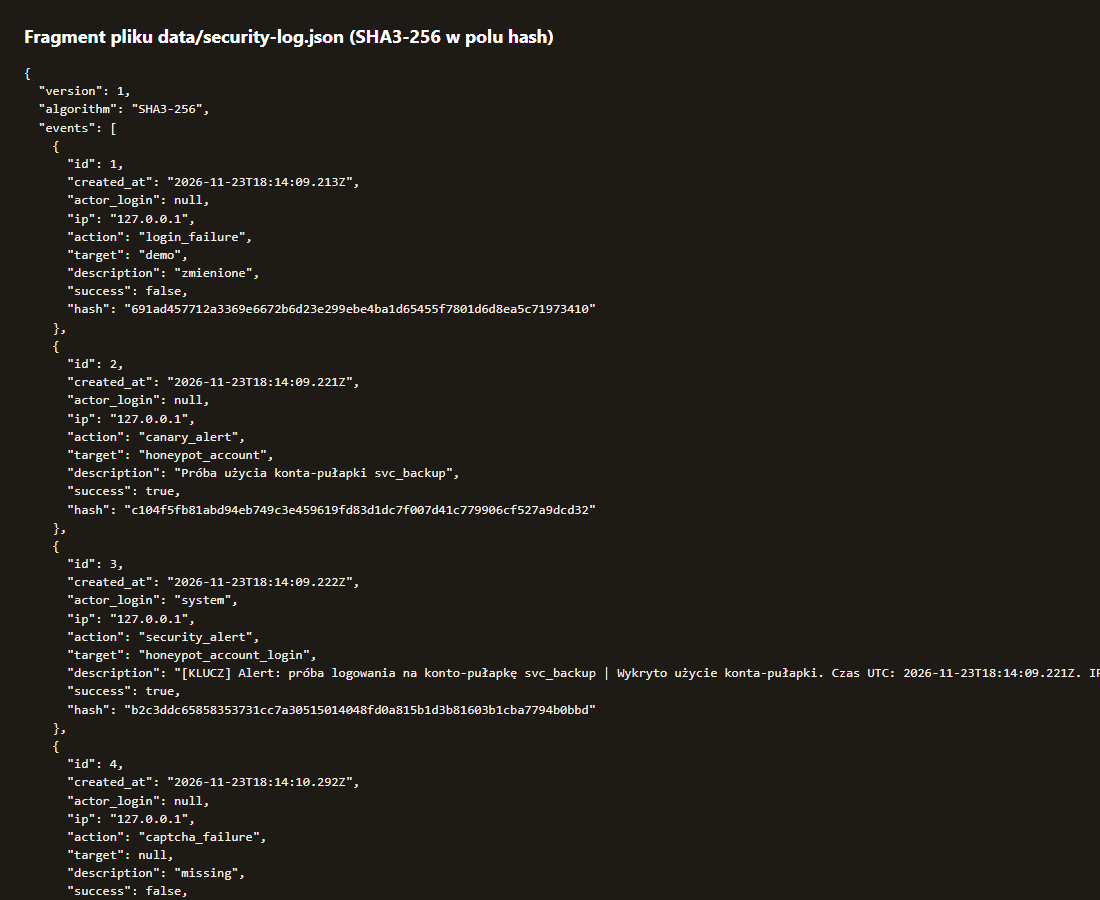 Fragment pliku data/security-log.json (SHA3-256 w polu hash)
{
"version": 1,
"algorithm": "SHA3-256",
"events": [
{
"id": 1,
"created_at": "2026-11-23T18:14:09.213Z",
"actor_login": null,
"ip": "127.0.0.1",
"action": "login_failure",
"target": "demo",
"description": "zmienione",
"success": false,
"hash": "691ad457712a3369e6672b6d23e299ebe4ba1d65455f7801d6d8ea5c71973410"
},
{
"id": 2,
"created_at": "2026-11-23T18:14:09.221Z",
"actor_login": null,
"ip": "127.0.0.1",
"action": "canary_alert",
"target": "honeypot_account",
"description": "Próba użycia konta-pułapki svc_backup",
"success": true,
"hash": "c104f5fb81abd94eb749c3e459619fd83d1dc7f007d41c779906cf527a9dcd32"
},
{
"id": 3,
"created_at": "2026-11-23T18:14:09.222Z",
"actor_login": "system",
"ip": "127.0.0.1",
"action": "security_alert",
"target": "honeypot_account_login",
"description": "[KLUCZ] Alert: próba logowania na konto-pułapkę svc_backup | Wykryto użycie konta-pułapki. Czas UTC: 2026-11-23T18:14:09.221Z. IP
"success": true,
"hash": "b2c3ddc65858353731cc7a30515014048fd0a815b1d3b81603b1cba7794b0bbd"
},
{
"id": 4,
"created_at": "2026-11-23T18:14:10.292Z",
"actor_login": null,
"ip": "127.0.0.1",
"action": "captcha_failure",
"target": null,
"description": "missing",
"success": false,